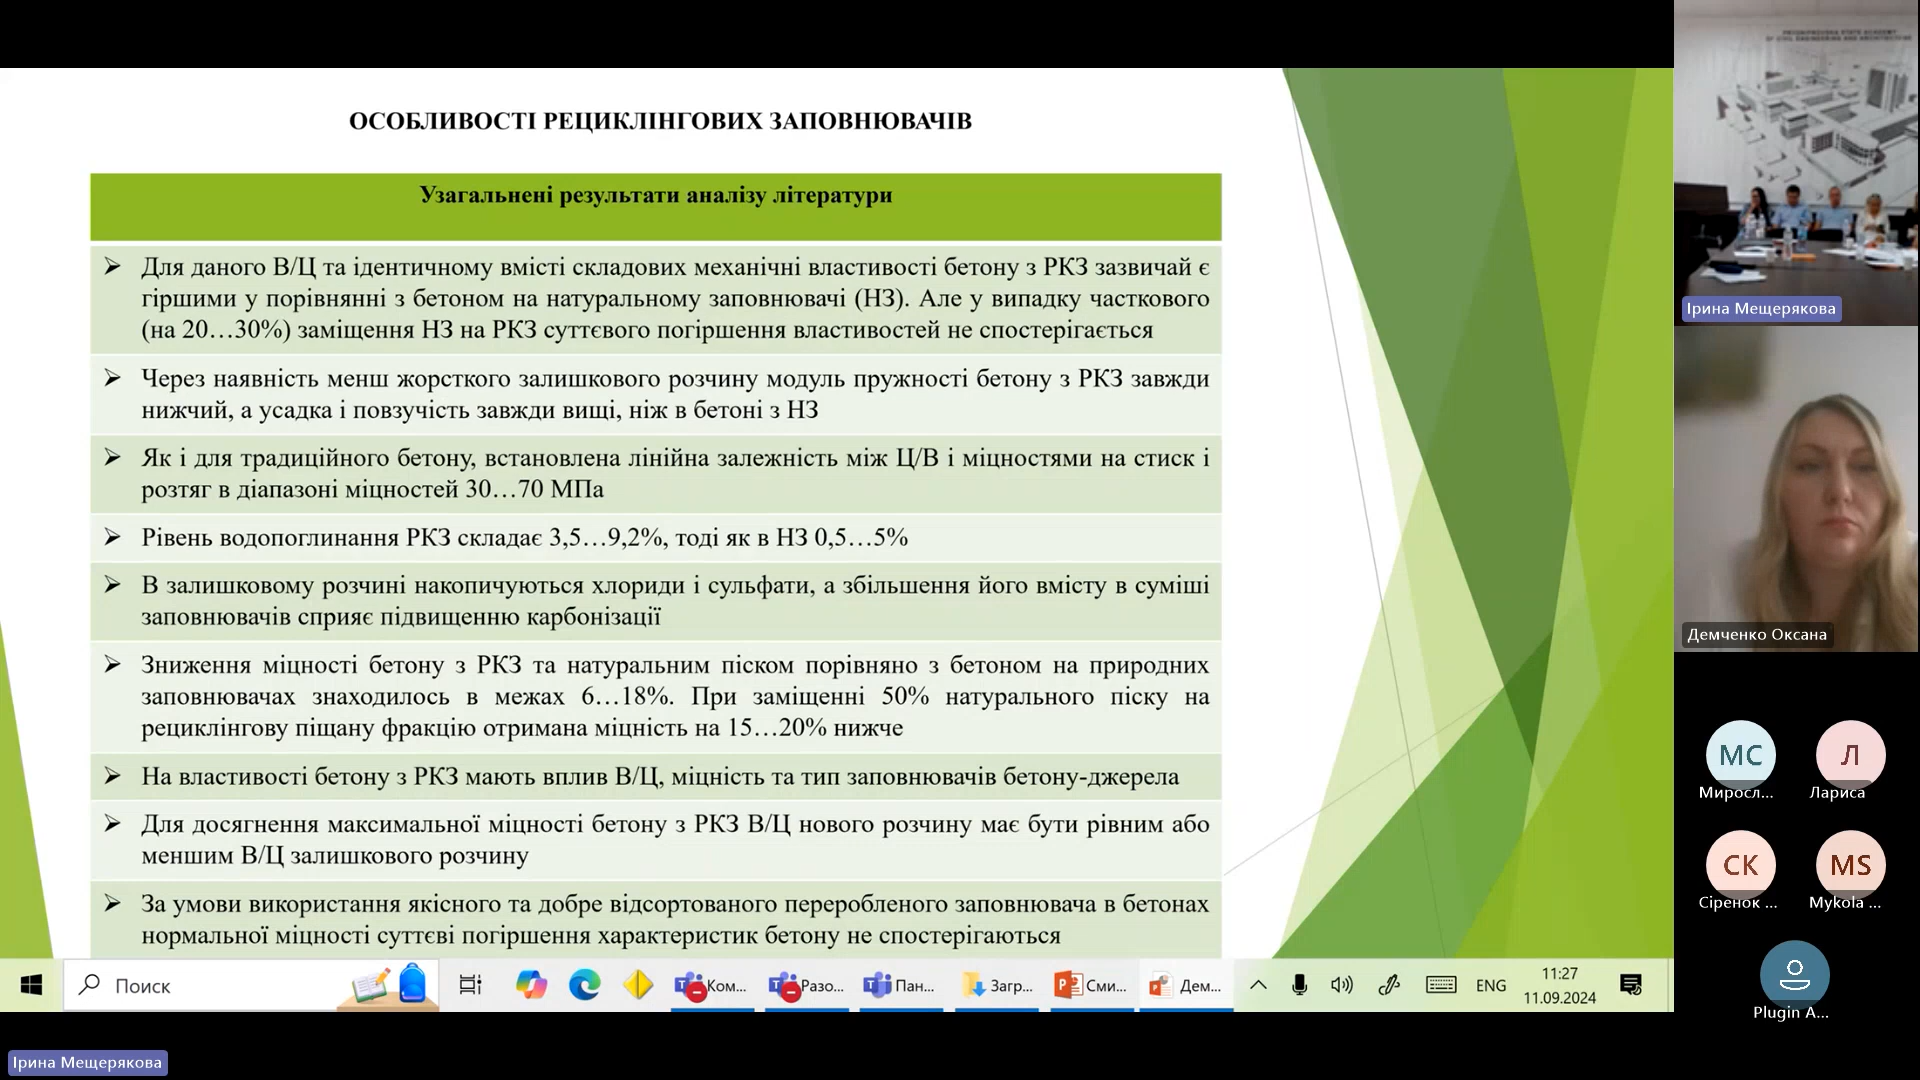 ОСОБЛИВОСТІ РЕЦИКЛІНГОВИХ ЗАПОВНЮВАЧІВ
Узагальнені результати аналізу літератури
Для даного В/Ц та ідентичному вмісті складових механічні властивості бетону з РКЗ зазвичай є
гіршими у порівнянні з бетоном на натуральному заповнювачі (НЗ). Але у випадку часткового
(на 20…30%) заміщення НЗ на РКЗ суттєвого погіршення властивостей не спостерігається
Через наявність менш жорсткого залишкового розчину модуль пружності бетону з РКЗ завжди
нижчий, а усадка і повзучість завжди вищі, ніж в бетоні з НЗ
Як і для традиційного бетону, встановлена лінійна залежність між Ц/В і міцностями на стиск і
розтяг в діапазоні міцностей 30…70 МПа
Рівень водопоглинання РКЗ складає 3,5…9,2%, тоді як в НЗ 0,5…5%
В залишковому розчині накопичуються хлориди і сульфати, а збільшення його вмісту в суміші
заповнювачів сприяє підвищенню карбонізації
Зниження міцності бетону з РКЗ та натуральним піском порівняно з бетоном на природних
заповнювачах знаходилось в межах 6…18%. При заміщенні 50% натурального піску на
рециклінгову піщану фракцію отримана міцність на 15…20% нижче
На властивості бетону з РКЗ мають вплив В/Ц, міцність та тип заповнювачів бетону-джерела
Для досягнення максимальної міцності бетону з РКЗ В/Ц нового розчину має бути рівним або
меншим В/Ц залишкового розчину
За умови використання якісного та добре відсортованого переробленого заповнювача в бетонах
нормальної міцності суттєві погіршення характеристик бетону не спостерігаються
Поиск
Ком...
Разо...
Пан...
Загр...
Сми...
Дем...
ENG
11:27
11.09.2024
Ірина Мещерякова
Ірина Мещерякова
Демченко Оксана
МС
Миросл...
Л
Лариса
СК
Сіренок ...
MS
Mykola ...
Plugin A...